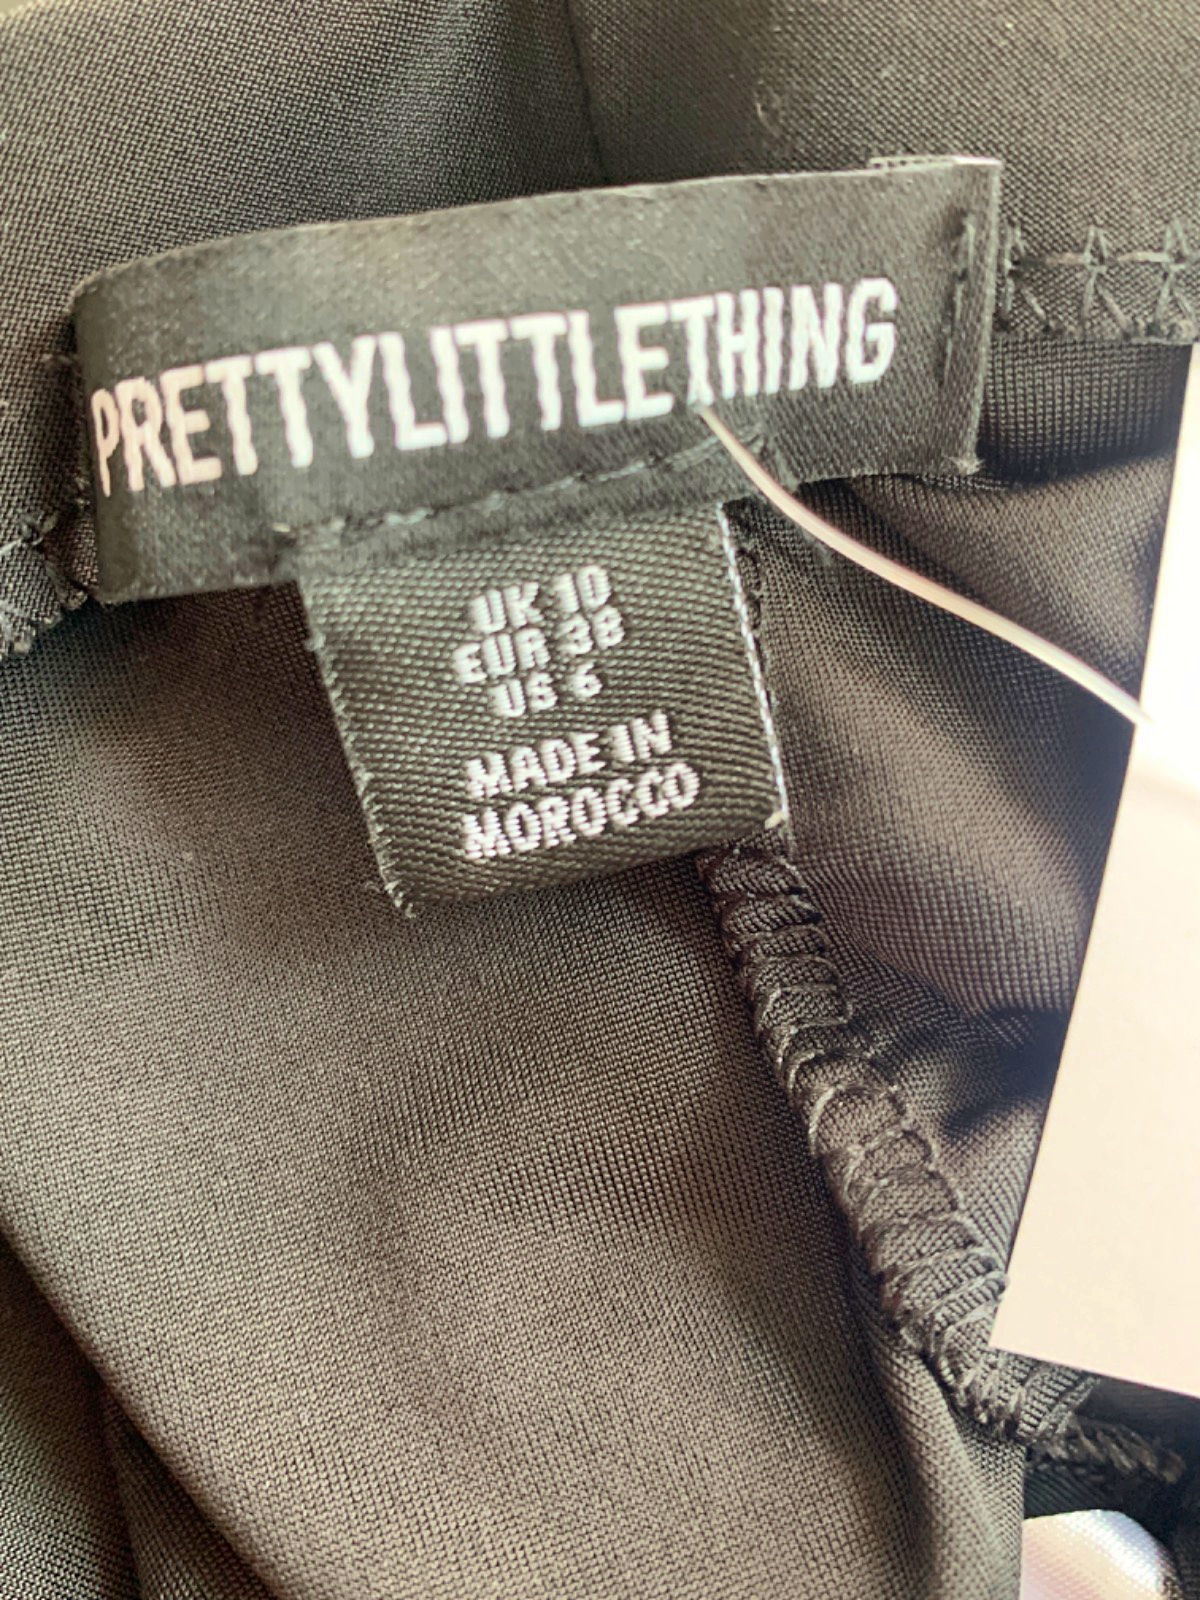 PRETTYLITTLETHING
UK 10
EUR 38
US 6
MADE IN
MOROCCO